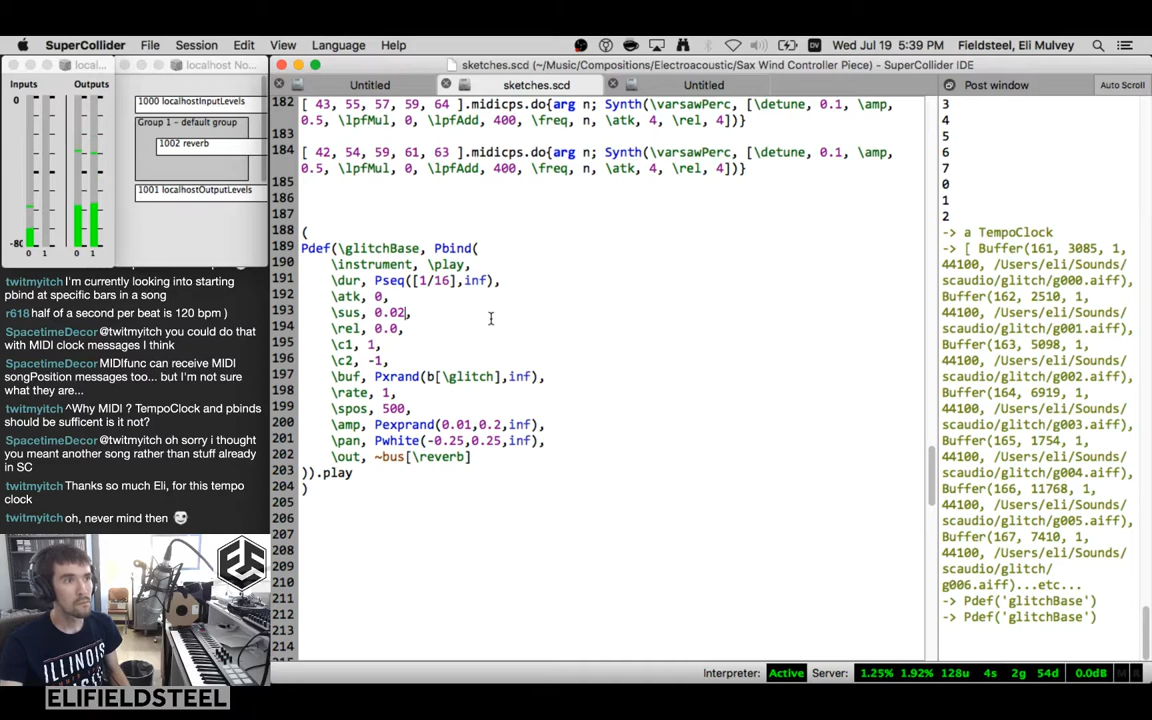 SuperCollider File Session Edit View Language Help Wed Jul 19 5:39 PM Fieldsteel, Eli Mulvey
local...
localhost No...
sketches.scd (~/Music/Compositions/Electroacoustic/Sax Wind Controller Piece) - SuperCollider IDE
Untitled
sketches.scd
Untitled
Post window
Auto Scroll
Inputs Outputs
0
-80
0 1 0 1
1000 localhostInputLevels
Group 1 - default group
1002 reverb
1001 localhostOutputLevels
182 [ 43, 55, 57, 59, 64 ].midicps.do{arg n; Synth(\varsawPerc, [\detune, 0.1, \amp,
0.5, \lpfMul, 0, \lpfAdd, 400, \freq, n, \atk, 4, \rel, 4])}
183
184 [ 42, 54, 59, 61, 63 ].midicps.do{arg n; Synth(\varsawPerc, [\detune, 0.1, \amp,
0.5, \lpfMul, 0, \lpfAdd, 400, \freq, n, \atk, 4, \rel, 4])}
185
186
187
188 (
189 Pdef(\glitchBase, Pbind(
190 \instrument, \play,
191 \dur, Pseq([1/16],inf),
192 \atk, 0,
193 \sus, 0.02,
194 \rel, 0.0,
195 \c1, 1,
196 \c2, -1,
197 \buf, Pxrand(b[\glitch],inf),
198 \rate, 1,
199 \spos, 500,
200 \amp, Pexprand(0.01,0.2,inf),
201 \pan, Pwhite(-0.25,0.25,inf),
202 \out, ~bus[\reverb]
203 )).play
204 )
205
206
207
208
209
210
211
212
213
214
3
4
5
6
7
0
1
2
-> a TempoClock
-> [ Buffer(161, 3085, 1,
44100, /Users/eli/Sounds/
scaudio/glitch/g000.aiff),
Buffer(162, 2510, 1,
44100, /Users/eli/Sounds/
scaudio/glitch/g001.aiff),
Buffer(163, 5098, 1,
44100, /Users/eli/Sounds/
scaudio/glitch/g002.aiff),
Buffer(164, 6919, 1,
44100, /Users/eli/Sounds/
scaudio/glitch/g003.aiff),
Buffer(165, 1754, 1,
44100, /Users/eli/Sounds/
scaudio/glitch/g004.aiff),
Buffer(166, 11768, 1,
44100, /Users/eli/Sounds/
scaudio/glitch/g005.aiff),
Buffer(167, 7410, 1,
44100, /Users/eli/Sounds/
scaudio/glitch/
g006.aiff)...etc...
-> Pdef('glitchBase')
-> Pdef('glitchBase')
twitmyitch I'm currently looking into starting
pbind at specific bars in a song
r618 half of a second per beat is 120 bpm )
SpacetimeDecor @twitmyitch you could do that
with MIDI clock messages I think
SpacetimeDecor MIDIfunc can receive MIDI
songPosition messages too... but I'm not sure
what they are...
twitmyitch ^Why MIDI ? TempoClock and pbinds
should be sufficent is it not?
SpacetimeDecor @twitmyitch oh sorry i thought
you meant another song rather than stuff already
in SC
twitmyitch Thanks so much Eli, for this tempo
clock
twitmyitch oh, never mind then
ILLINOIS
ELIFIELDSTEEL
Interpreter: Active Server: 1.25% 1.92% 128u 4s 2g 54d 0.0dB M R